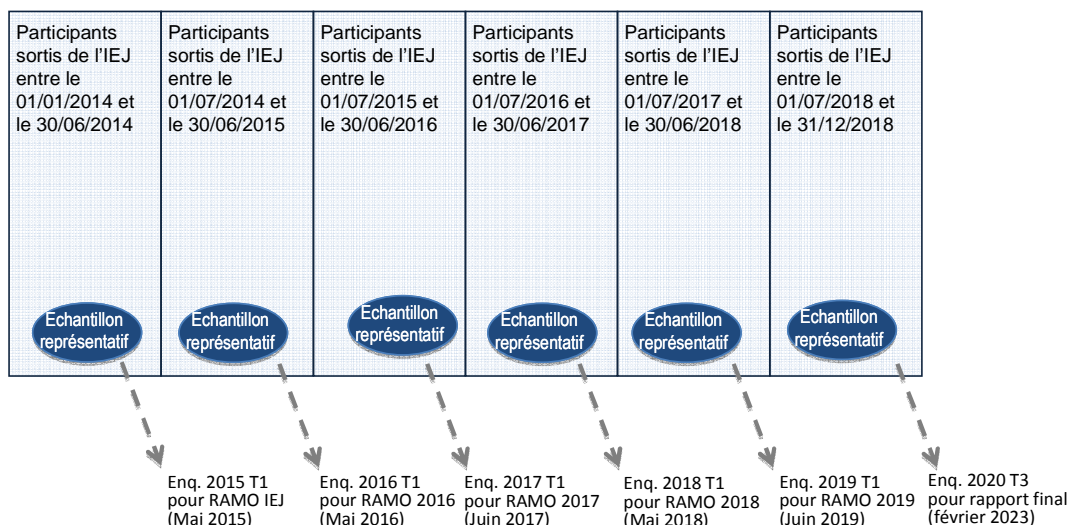 Participants
sortis de l'IEJ
entre le
01/01/2014 et
le 30/06/2014
Participants
sortis de l'IEJ
entre le
01/07/2014 et
le 30/06/2015
Participants
sortis de l'IEJ
entre le
01/07/2015 et
le 30/06/2016
Participants
sortis de l'IEJ
entre le
01/07/2016 et
le 30/06/2017
Participants
sortis de l'IEJ
entre le
01/07/2017 et
le 30/06/2018
Participants
sortis de l'IEJ
entre le
01/07/2018 et
le 31/12/2018
Echantillon
représentatif
Echantillon
représentatif
Echantillon
représentatif
Echantillon
représentatif
Echantillon
représentatif
Echantillon
représentatif
Enq. 2015 T1
pour RAMO IEJ
(Mai 2015)
Enq. 2016 T1
pour RAMO 2016
(Mai 2016)
Enq. 2017 T1
pour RAMO 2017
(Juin 2017)
Enq. 2018 T1
pour RAMO 2018
(Mai 2018)
Enq. 2019 T1
pour RAMO 2019
(Juin 2019)
Enq. 2020 T3
pour rapport final
(février 2023)